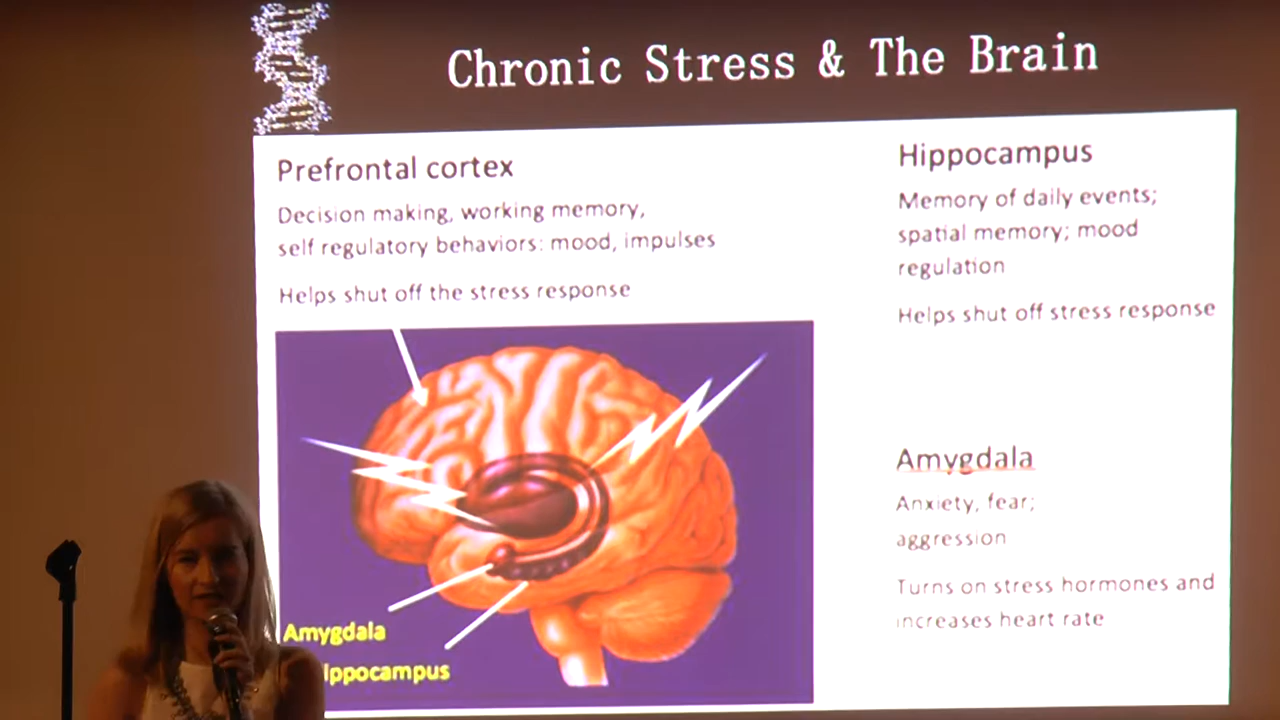 Chronic Stress & The Brain
Prefrontal cortex
Decision making, working memory,
self regulatory behaviors: mood, impulses
Helps shut off the stress response
Hippocampus
Memory of daily events;
spatial memory; mood
regulation
Helps shut off stress response
Amygdala
Anxiety, fear;
aggression
Turns on stress hormones and
increases heart rate
Amygdala
ippocampus